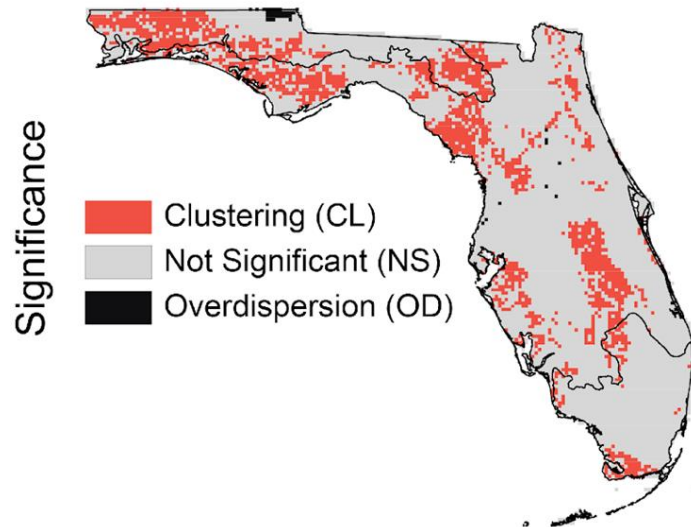 Significance
Clustering (CL)
Not Significant (NS)
Overdispersion (OD)